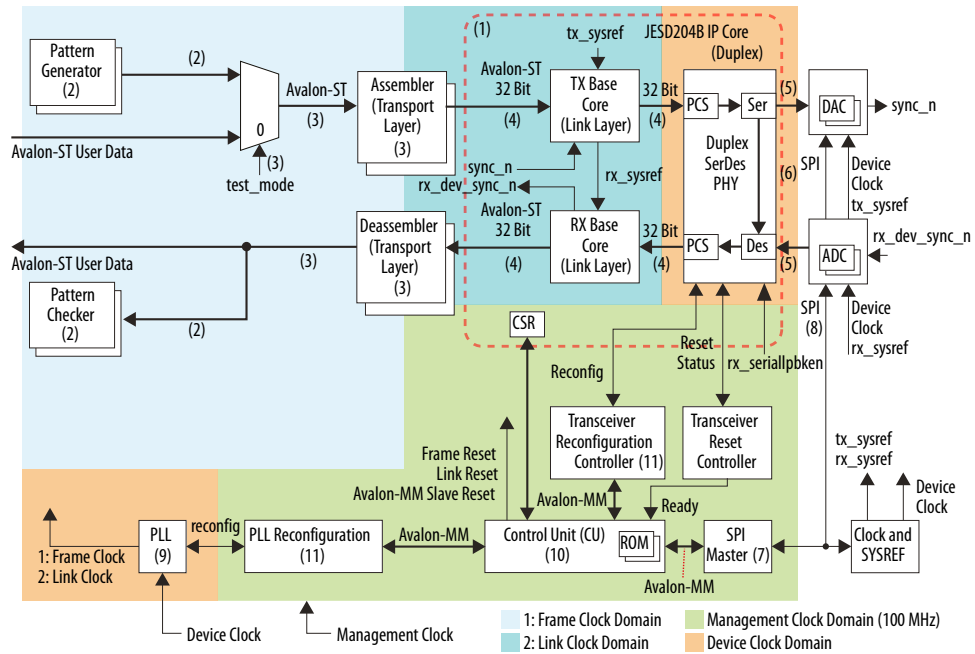 (1)
tx_sysref
JESD204B IP Core
(Duplex)
Pattern
Generator
(2)
(2)
0
Avalon-ST
(3)
Avalon-ST User Data
(3)
test_mode
Assembler
(Transport
Layer)
(3)
Avalon-ST
32 Bit
(4)
TX Base
Core
(Link Layer)
32 Bit
(4)
PCS
Ser
(5)
DAC
sync_n
Duplex
SerDes
PHY
(6)
SPI
Device
Clock
tx_sysref
sync_n
rx_dev_sync_n
rx_sysref
Avalon-ST
32 Bit
(4)
RX Base
Core
(Link Layer)
32 Bit
(4)
PCS
Des
(5)
ADC
rx_dev_sync_n
Deassembler
(Transport
Layer)
(3)
(3)
Avalon-ST User Data
Pattern
Checker
(2)
(2)
CSR
SPI
(8)
Device
Clock
rx_sysref
Reconfig
Reset
Status
rx_seriallpbken
Transceiver
Reconfiguration
Controller (11)
Transceiver
Reset
Controller
Frame Reset
Link Reset
Avalon-MM Slave Reset
Avalon-MM
Ready
tx_sysref
rx_sysref
Device
Clock
1: Frame Clock
2: Link Clock
PLL
(9)
reconfig
PLL Reconfiguration
(11)
Avalon-MM
Control Unit (CU)
(10)
ROM
Avalon-MM
SPI
Master (7)
Clock and
SYSREF
Device Clock
Management Clock
1: Frame Clock Domain
2: Link Clock Domain
Management Clock Domain (100 MHz)
Device Clock Domain